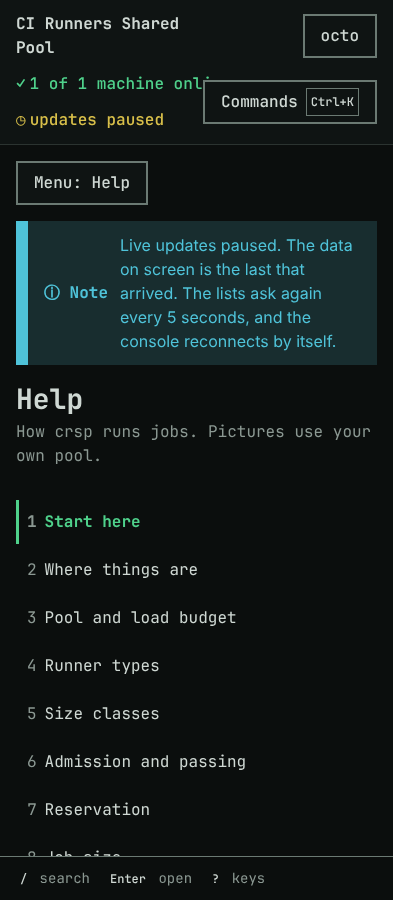 CI Runners Shared
Pool
octo
✓ 1 of 1 machine
Commands Ctrl+K
◷ updates paused
Menu: Help
ⓘ Note
Live updates paused. The data
on screen is the last that
arrived. The lists ask again
every 5 seconds, and the
console reconnects by itself.
Help
How crsp runs jobs. Pictures use your
own pool.
1 Start here
2 Where things are
3 Pool and load budget
4 Runner types
5 Size classes
6 Admission and passing
7 Reservation
/ search Enter open ? keys